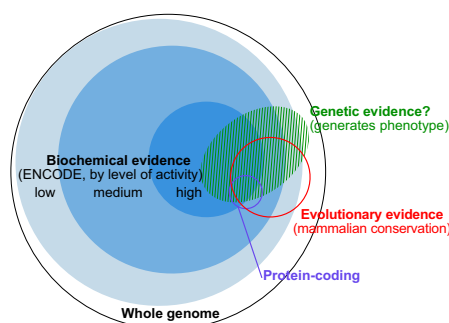 Genetic evidence?
(generates phenotype)
Biochemical evidence
(ENCODE, by level of activity)
low medium high
Evolutionary evidence
(mammalian conservation)
Protein-coding
Whole genome